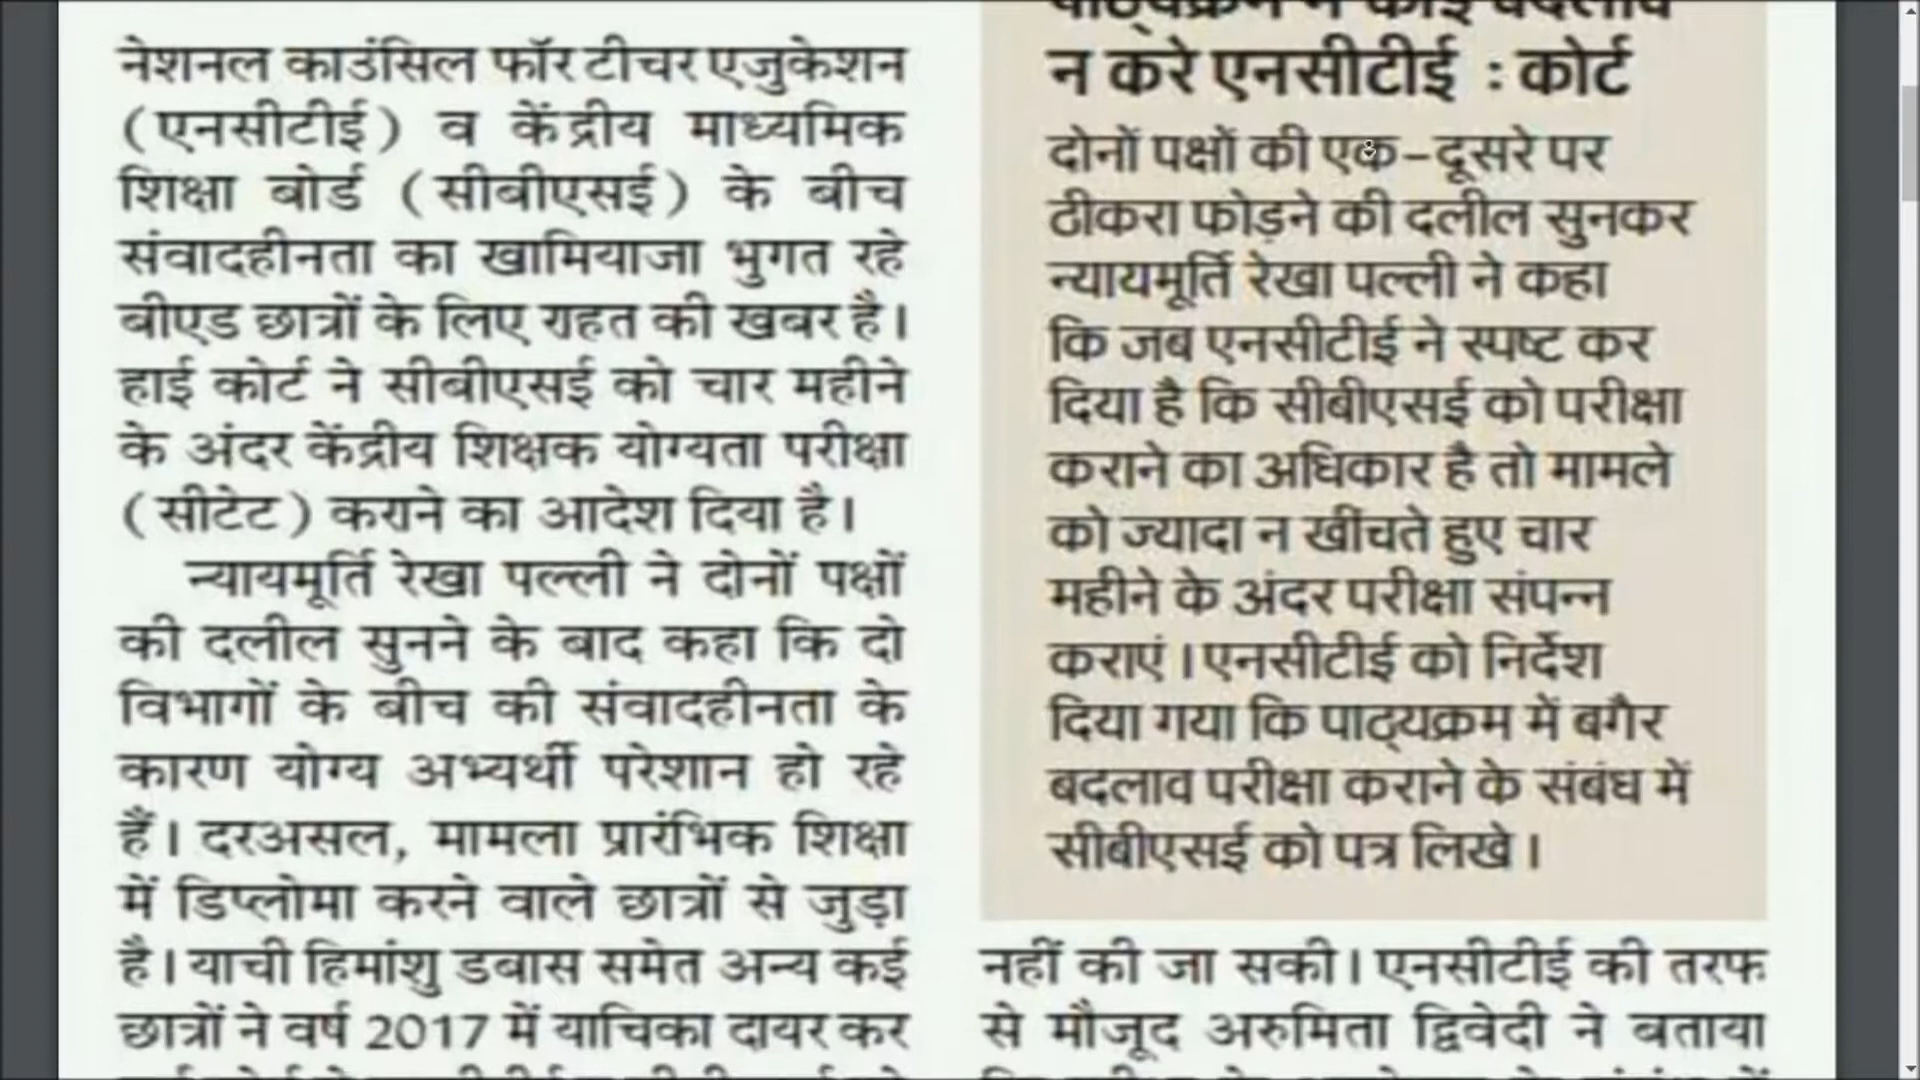 नेशनल काउंसिल फॉर टीचर एजुकेशन
(एनसीटीई) व केंद्रीय माध्यमिक
शिक्षा बोर्ड (सीबीएसई) के बीच
संवादहीनता का खामियाजा भुगत रहे
बीएड छात्रों के लिए राहत की खबर है।
हाई कोर्ट ने सीबीएसई को चार महीने
के अंदर केंद्रीय शिक्षक योग्यता परीक्षा
(सीटेट) कराने का आदेश दिया है।
न्यायमूर्ति रेखा पल्ली ने दोनों पक्षों
की दलील सुनने के बाद कहा कि दो
विभागों के बीच की संवादहीनता के
कारण योग्य अभ्यर्थी परेशान हो रहे
हैं। दरअसल, मामला प्रारंभिक शिक्षा
में डिप्लोमा करने वाले छात्रों से जुड़ा
है। याची हिमांशु डबास समेत अन्य कई
छात्रों ने वर्ष 2017 में याचिका दायर कर
पाठ्यक्रम में कोई बदलाव
न करे एनसीटीई : कोर्ट
दोनों पक्षों की एक-दूसरे पर
ठीकरा फोड़ने की दलील सुनकर
न्यायमूर्ति रेखा पल्ली ने कहा
कि जब एनसीटीई ने स्पष्ट कर
दिया है कि सीबीएसई को परीक्षा
कराने का अधिकार है तो मामले
को ज्यादा न खींचते हुए चार
महीने के अंदर परीक्षा संपन्न
कराएं। एनसीटीई को निर्देश
दिया गया कि पाठ्यक्रम में बगैर
बदलाव परीक्षा कराने के संबंध में
सीबीएसई को पत्र लिखे।
नहीं की जा सकी। एनसीटीई की तरफ
से मौजूद अरुमिता द्विवेदी ने बताया